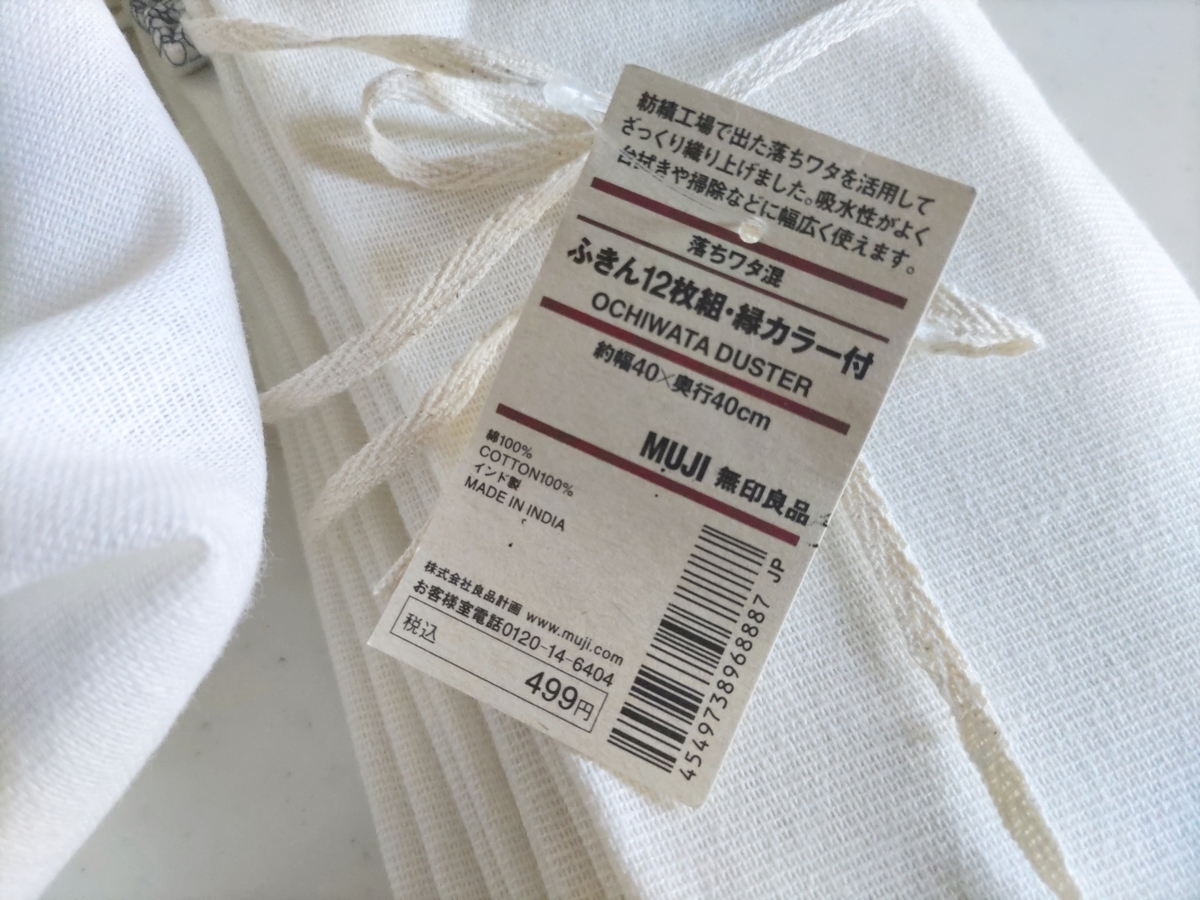 紡績工場で出た落ちワタを活用して
ざっくり織り上げました。吸水性がよく
台拭きや掃除などに幅広く使えます。
落ちワタ混
ふきん12枚組・縁カラー付
OCHIWATA DUSTER
約幅40×奥行40cm
MUJI 無印良品
綿100%
COTTON100%
インド製
MADE IN INDIA
株式会社良品計画 www.muji.com
お客様室電話0120-14-6404
税込
499円
4549738968887 JP